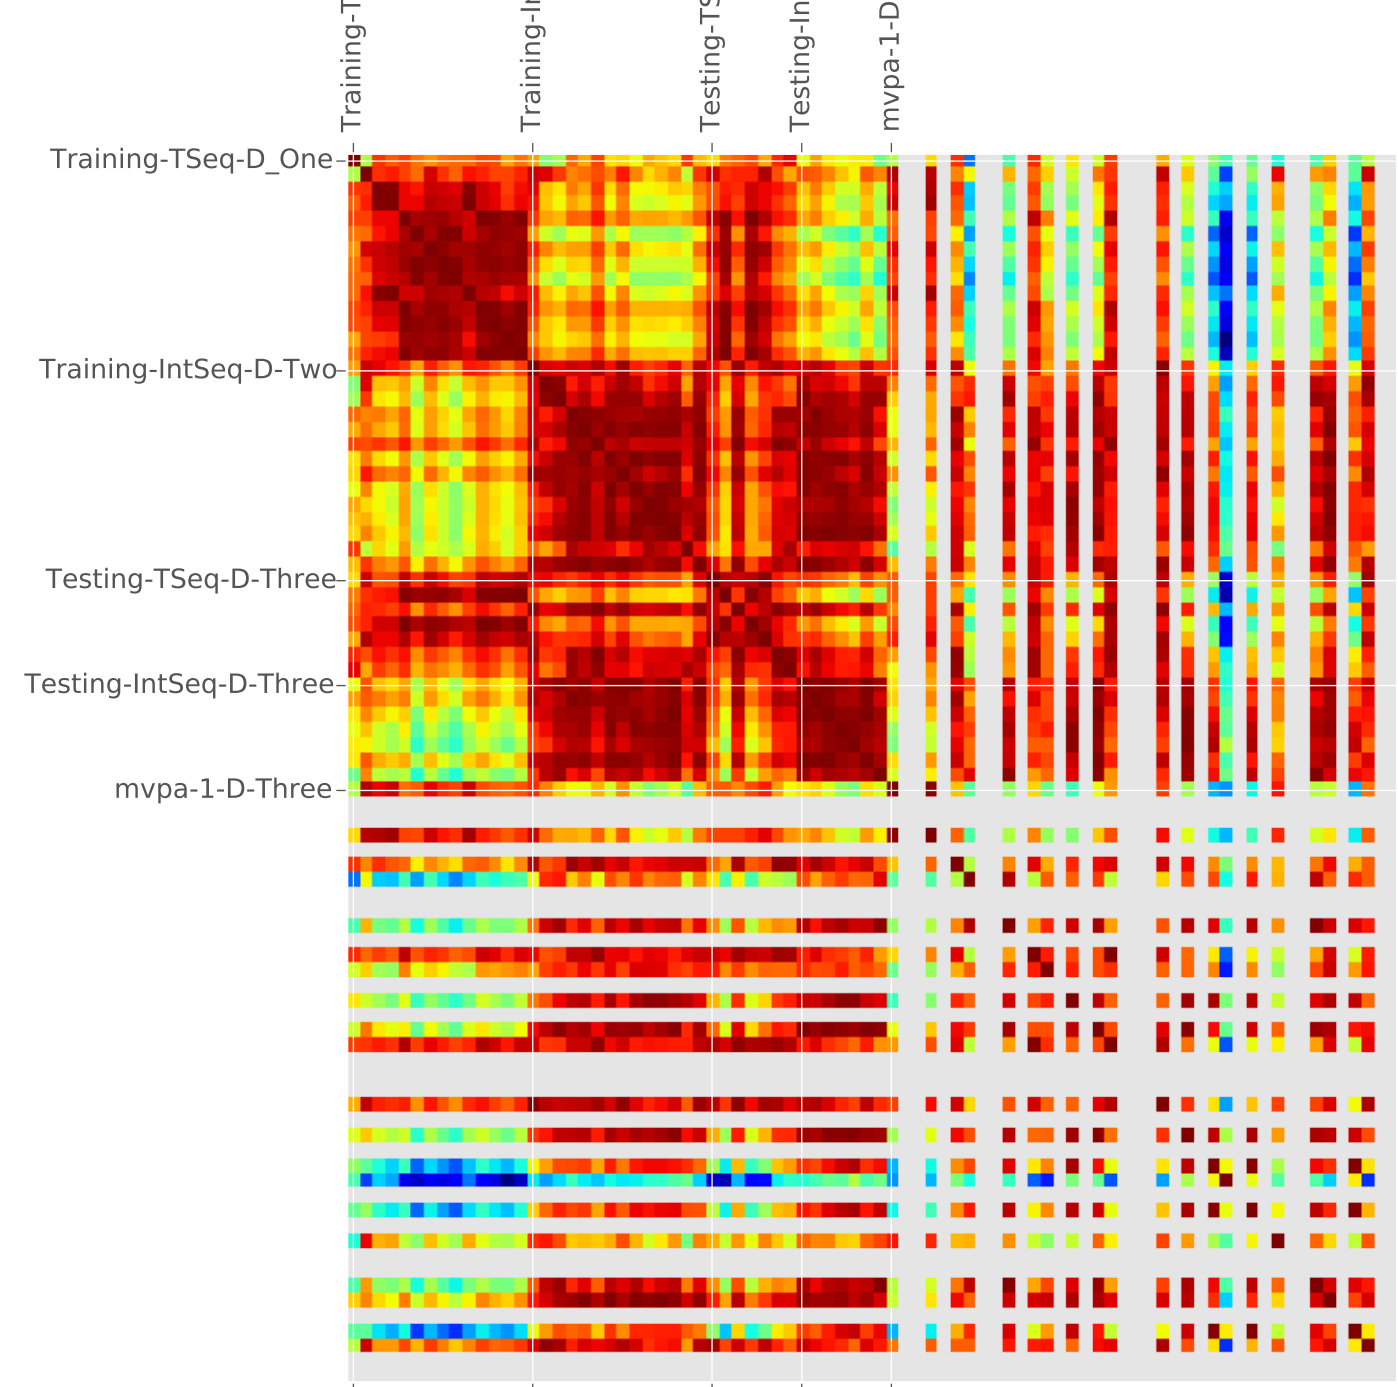 Training-T
Training-I
Testing-TS
Testing-In
mvpa-1-D
Training-TSeq-D_One
Training-IntSeq-D-Two
Testing-TSeq-D-Three
Testing-IntSeq-D-Three
mvpa-1-D-Three